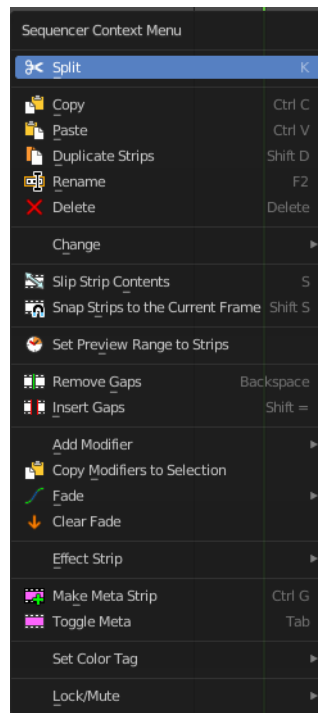 Sequencer Context Menu
Split K
Copy Ctrl C
Paste Ctrl V
Duplicate Strips Shift D
Rename F2
Delete Delete
Change
Slip Strip Contents S
Snap Strips to the Current Frame Shift S
Set Preview Range to Strips
Remove Gaps Backspace
Insert Gaps Shift =
Add Modifier
Copy Modifiers to Selection
Fade
Clear Fade
Effect Strip
Make Meta Strip Ctrl G
Toggle Meta Tab
Set Color Tag
Lock/Mute